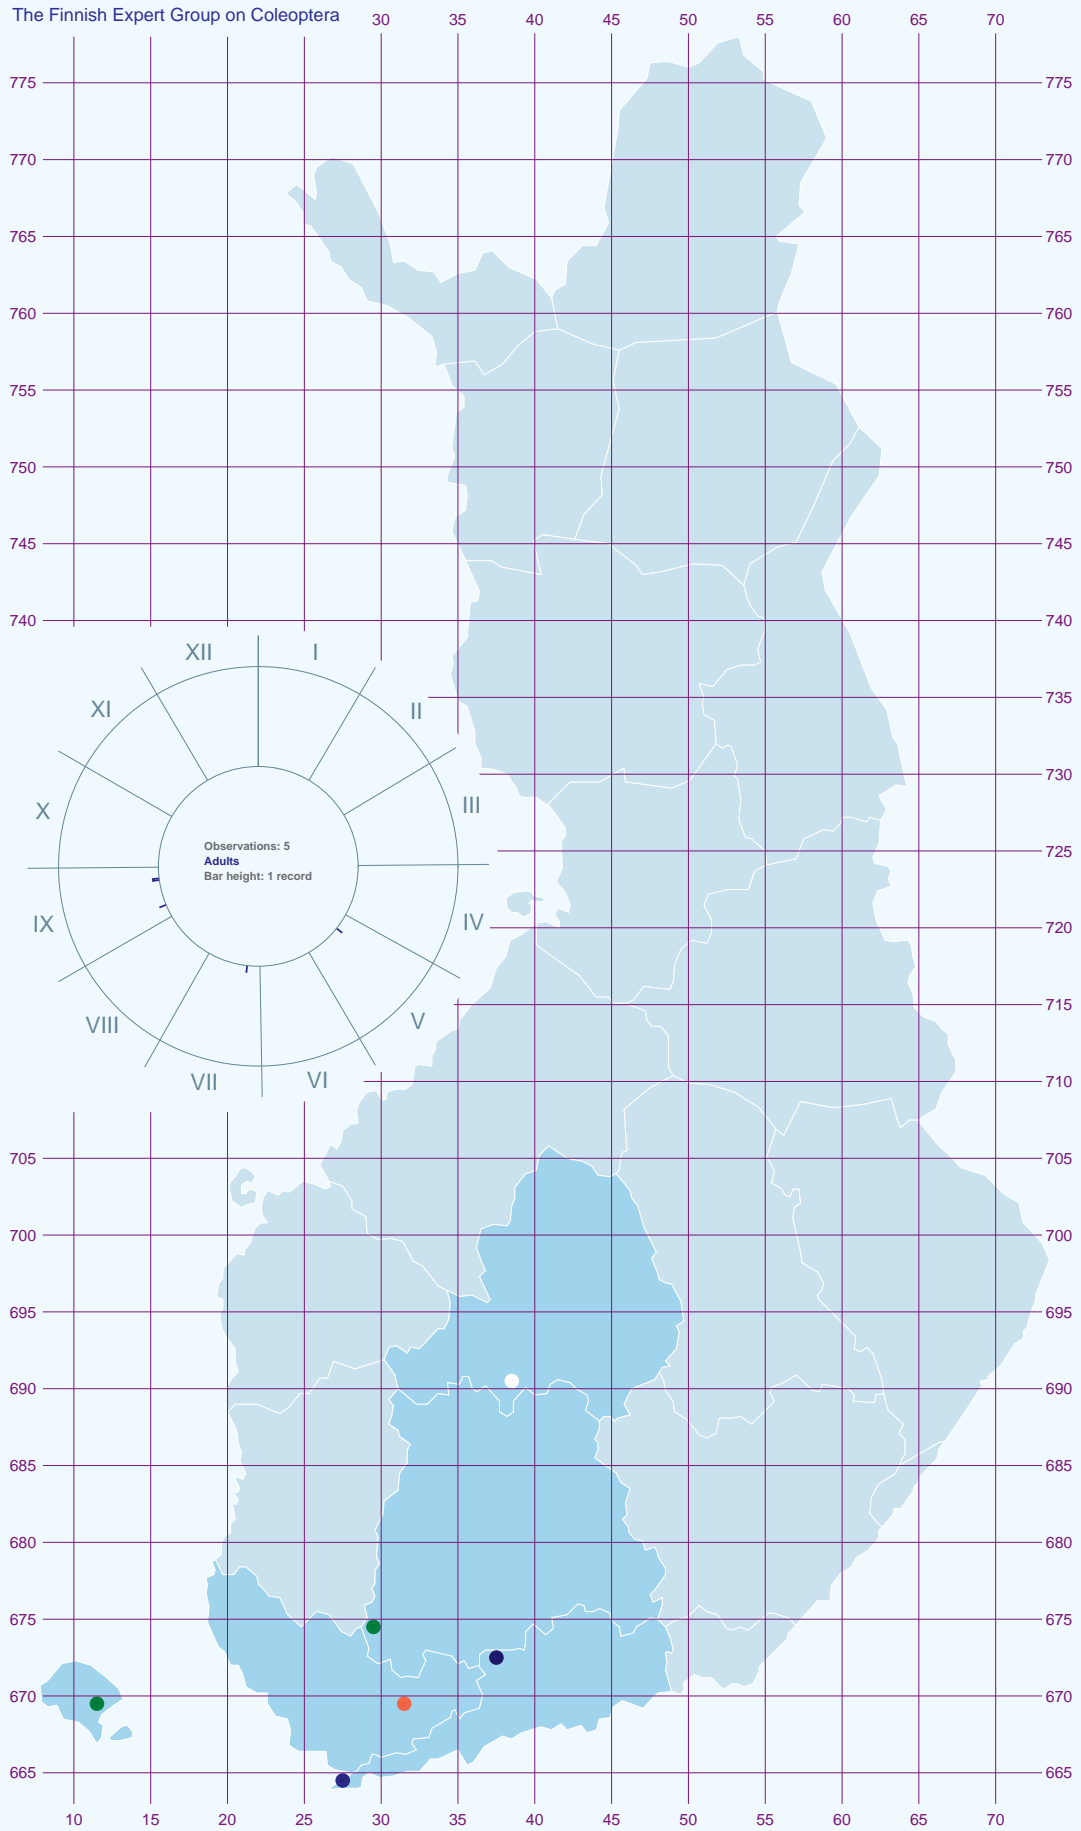 The Finnish Expert Group on Coleoptera 30 35 40 45 50 55 60 65 70
775 775
770 770
765 765
760 760
755 755
750 750
745 745
740 740
XII I
735
XI II
730
X III
Observations: 5
725
Adults
Bar height: 1 record
IX IV 720
715
VIII V
VII VI
710
705 705
700 700
695 695
690 690
685 685
680 680
675 675
670 670
665 665
10 15 20 25 30 35 40 45 50 55 60 65 70